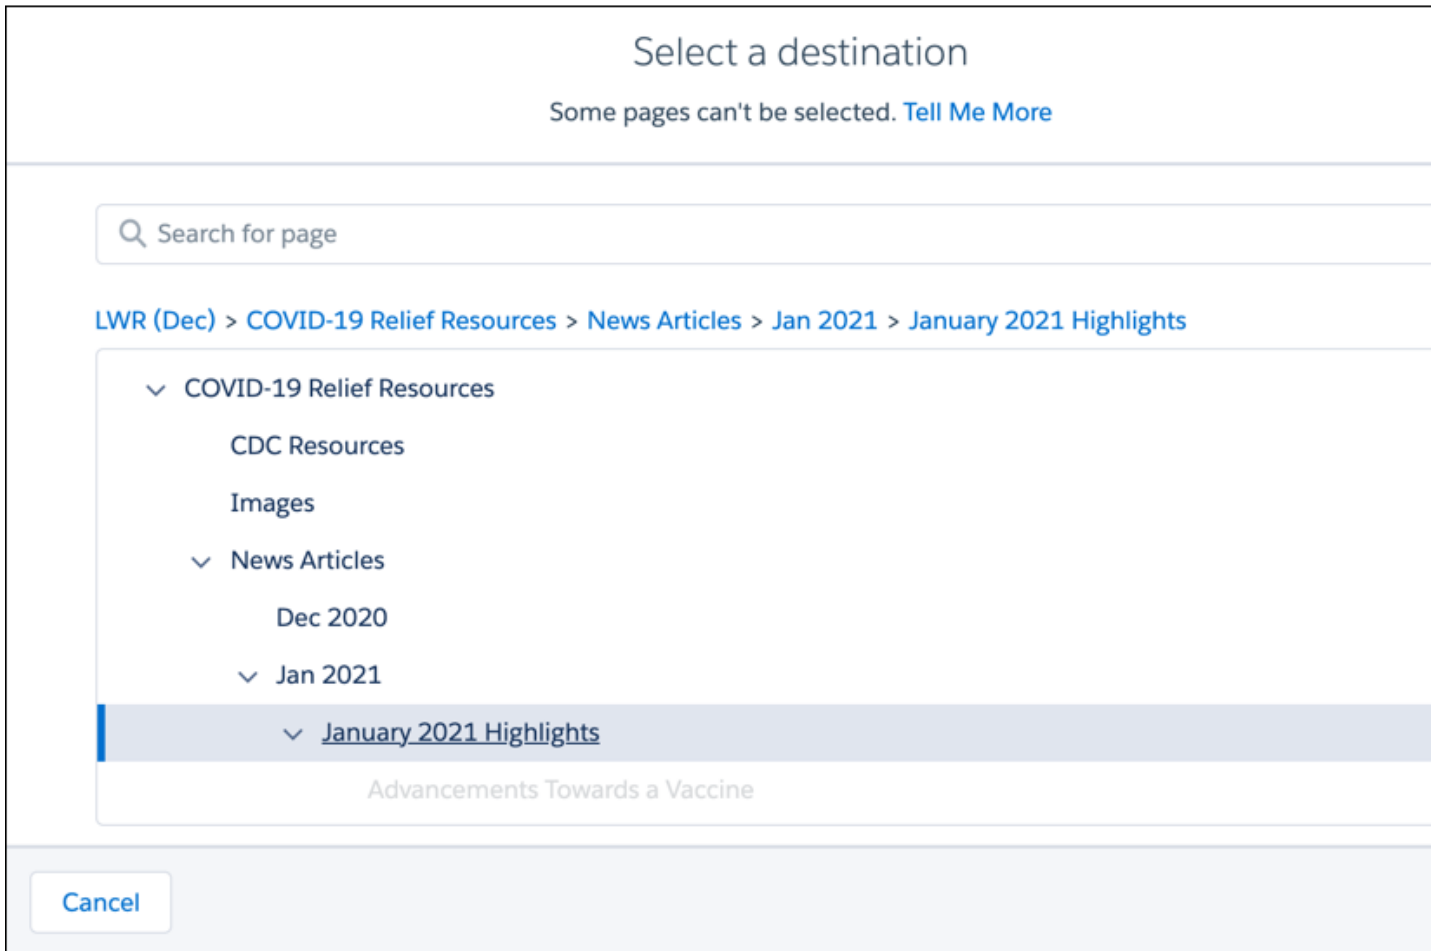 Select a destination
Some pages can't be selected. Tell Me More
Search for page
LWR (Dec) > COVID-19 Relief Resources > News Articles > Jan 2021 > January 2021 Highlights
COVID-19 Relief Resources
CDC Resources
Images
News Articles
Dec 2020
Jan 2021
January 2021 Highlights
Advancements Towards a Vaccine
Cancel